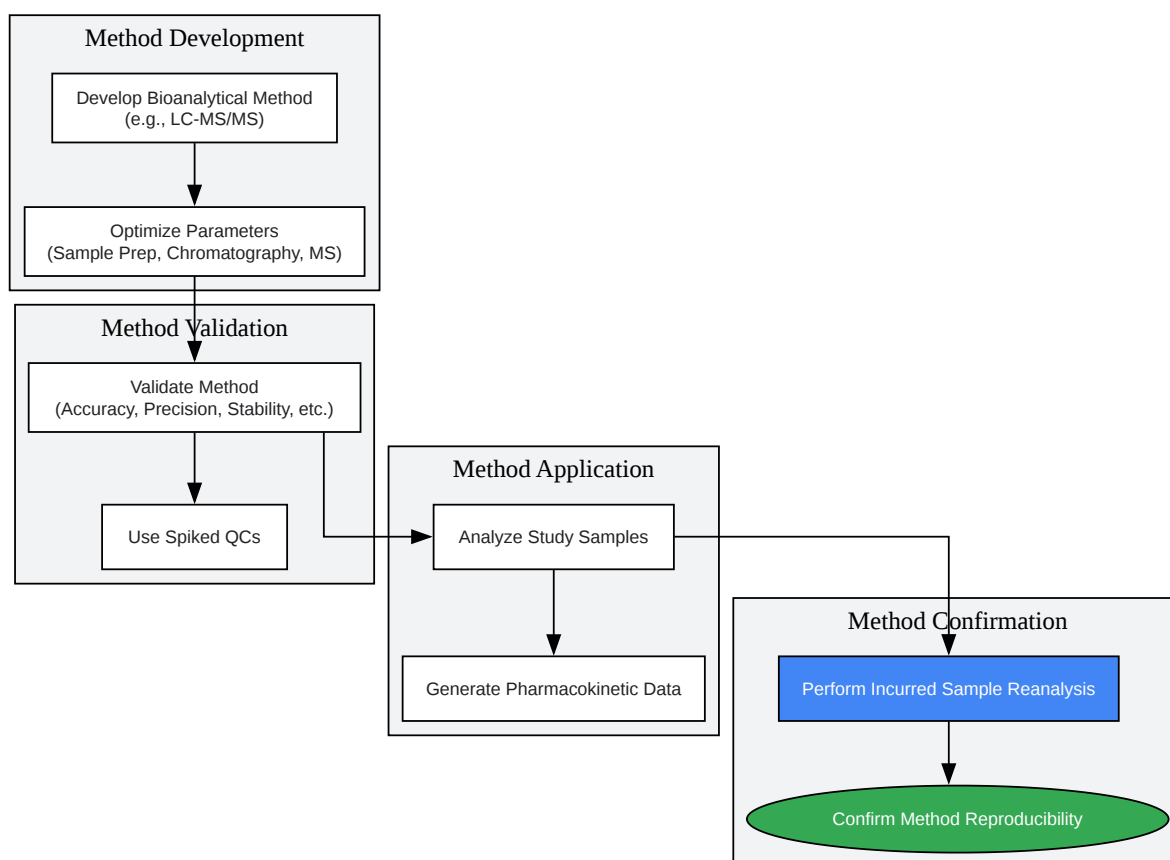 Method Development
Develop Bioanalytical Method
(e.g., LC-MS/MS)
Optimize Parameters
(Sample Prep, Chromatography, MS)
Method Validation
Validate Method
(Accuracy, Precision, Stability, etc.)
Use Spiked QCs
Method Application
Analyze Study Samples
Generate Pharmacokinetic Data
Method Confirmation
Perform Incurred Sample Reanalysis
Confirm Method Reproducibility